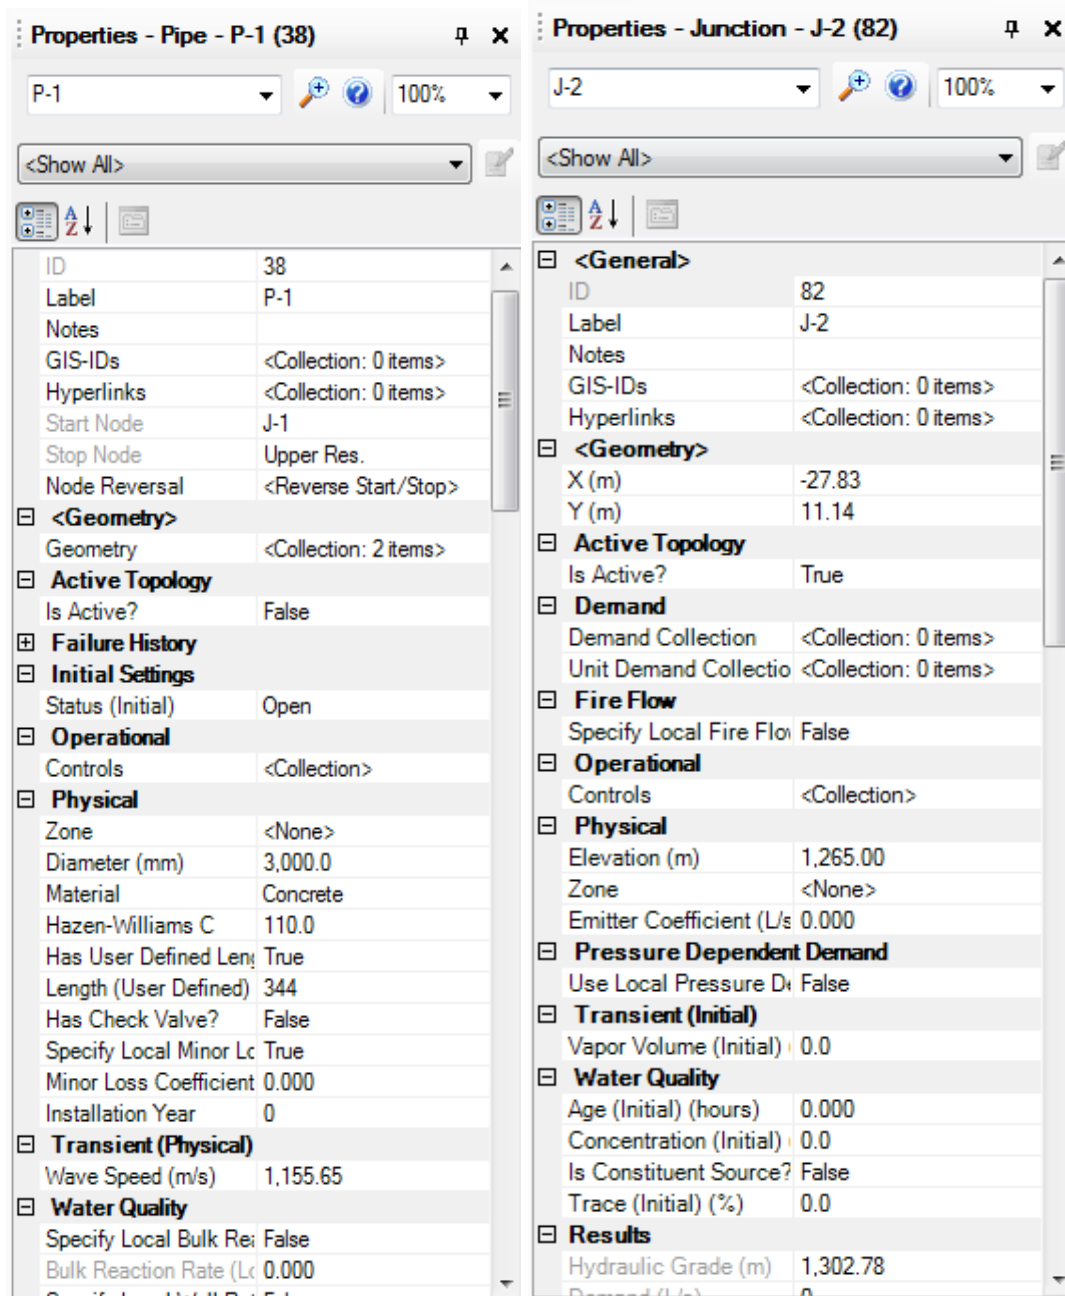 Properties - Pipe - P-1 (38)
P-1
100%
<Show All>
ID 38
Label P-1
Notes
GIS-IDs <Collection: 0 items>
Hyperlinks <Collection: 0 items>
Start Node J-1
Stop Node Upper Res.
Node Reversal <Reverse Start/Stop>
<Geometry>
Geometry <Collection: 2 items>
Active Topology
Is Active? False
Failure History
Initial Settings
Status (Initial) Open
Operational
Controls <Collection>
Physical
Zone <None>
Diameter (mm) 3,000.0
Material Concrete
Hazen-Williams C 110.0
Has User Defined Leng True
Length (User Defined) 344
Has Check Valve? False
Specify Local Minor Lo True
Minor Loss Coefficient 0.000
Installation Year 0
Transient (Physical)
Wave Speed (m/s) 1,155.65
Water Quality
Specify Local Bulk Rea False
Bulk Reaction Rate (Lo 0.000
Properties - Junction - J-2 (82)
J-2
100%
<Show All>
<General>
ID 82
Label J-2
Notes
GIS-IDs <Collection: 0 items>
Hyperlinks <Collection: 0 items>
<Geometry>
X (m) -27.83
Y (m) 11.14
Active Topology
Is Active? True
Demand
Demand Collection <Collection: 0 items>
Unit Demand Collectio <Collection: 0 items>
Fire Flow
Specify Local Fire Flov False
Operational
Controls <Collection>
Physical
Elevation (m) 1,265.00
Zone <None>
Emitter Coefficient (L/s 0.000
Pressure Dependent Demand
Use Local Pressure De False
Transient (Initial)
Vapor Volume (Initial) ( 0.0
Water Quality
Age (Initial) (hours) 0.000
Concentration (Initial) ( 0.0
Is Constituent Source? False
Trace (Initial) (%) 0.0
Results
Hydraulic Grade (m) 1,302.78
Demand (L/s) 0